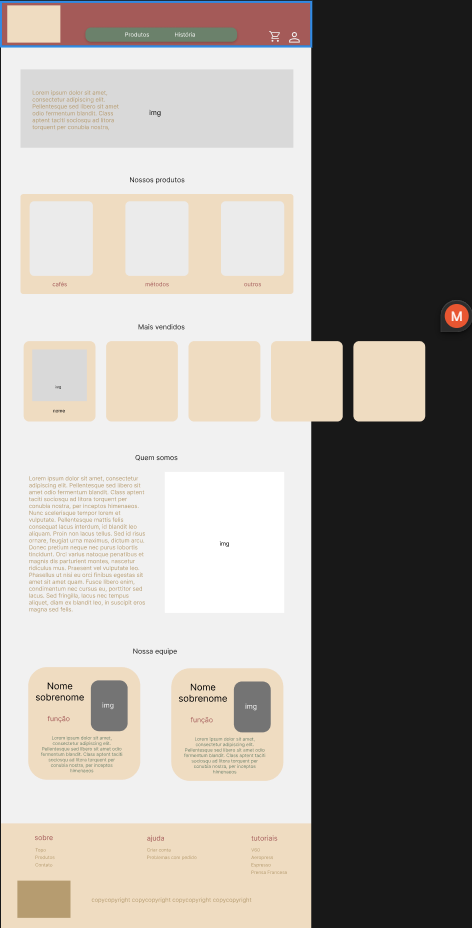 Produtos História
Lorem ipsum dolor sit amet,
consectetur adipiscing elit.
Pellentesque sed libero sit amet
odio fermentum blandit. Class
aptent taciti sociosqu ad litora
torquent per conubia nostra,
img
Nossos produtos
cafés métodos outros
Mais vendidos
img
nome
Quem somos
Lorem ipsum dolor sit amet, consectetur
adipiscing elit. Pellentesque sed libero sit
amet odio fermentum blandit. Class aptent
taciti sociosqu ad litora torquent per
conubia nostra, per inceptos himenaeos.
Nunc scelerisque tempor lorem et
vulputate. Pellentesque mattis felis
consequat lacus interdum, id blandit leo
aliquam. Proin non lacus tellus. Sed id risus
ornare, feugiat urna maximus, dictum arcu.
Donec pretium neque nec purus lobortis
tincidunt. Orci varius natoque penatibus et
magnis dis parturient montes, nascetur
ridiculus mus. Praesent vel vulputate leo.
Phasellus ut nisi eu orci finibus egestas sit
amet sit amet quam. Fusce libero enim,
condimentum nec cursus eu, porttitor sed
lacus. Sed fringilla, lacus nec tempus
aliquet, diam ex blandit leo, in suscipit eros
magna sed felis.
img
Nossa equipe
Nome
sobrenome
img
função
Lorem ipsum dolor sit amet,
consectetur adipiscing elit.
Pellentesque sed libero sit amet odio
fermentum blandit. Class aptent taciti
sociosqu ad litora torquent per
conubia nostra, per inceptos
himenaeos.
Nome
sobrenome
img
função
Lorem ipsum dolor sit amet,
consectetur adipiscing elit.
Pellentesque sed libero sit amet odio
fermentum blandit. Class aptent taciti
sociosqu ad litora torquent per
conubia nostra, per inceptos
himenaeos.
sobre
Topo
Produtos
Contato
ajuda
Criar conta
Problemas com pedido
tutoriais
V60
Aeropress
Espresso
Prensa Francesa
copycopyright copycopyright copycopyright copycopyright
M